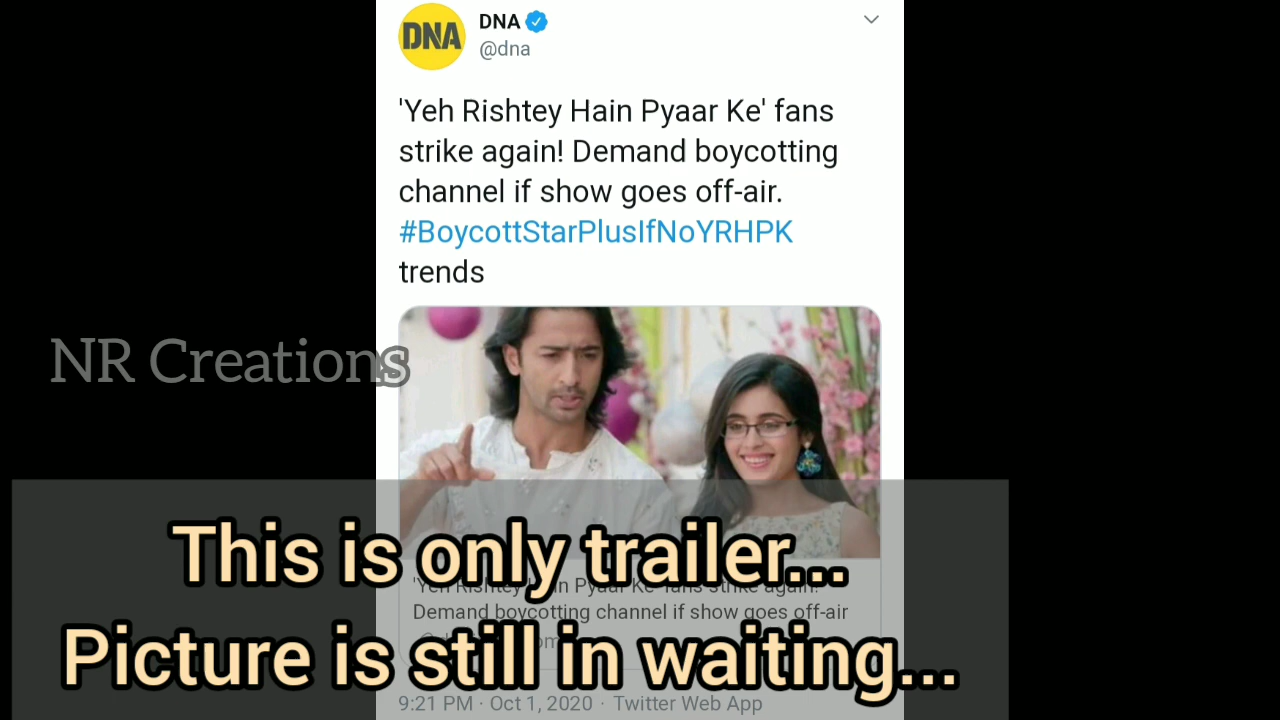 DNA
DNA
@dna
'Yeh Rishtey Hain Pyaar Ke' fans
strike again! Demand boycotting
channel if show goes off-air.
#BoycottStarPlusIfNoYRHPK
trends
NR Creations
This is only trailer...
'Yeh Rishtey Hain Pyaar Ke' fans strike again!
Demand boycotting channel if show goes off-air
Picture is still in waiting...
9:21 PM · Oct 1, 2020 · Twitter Web App